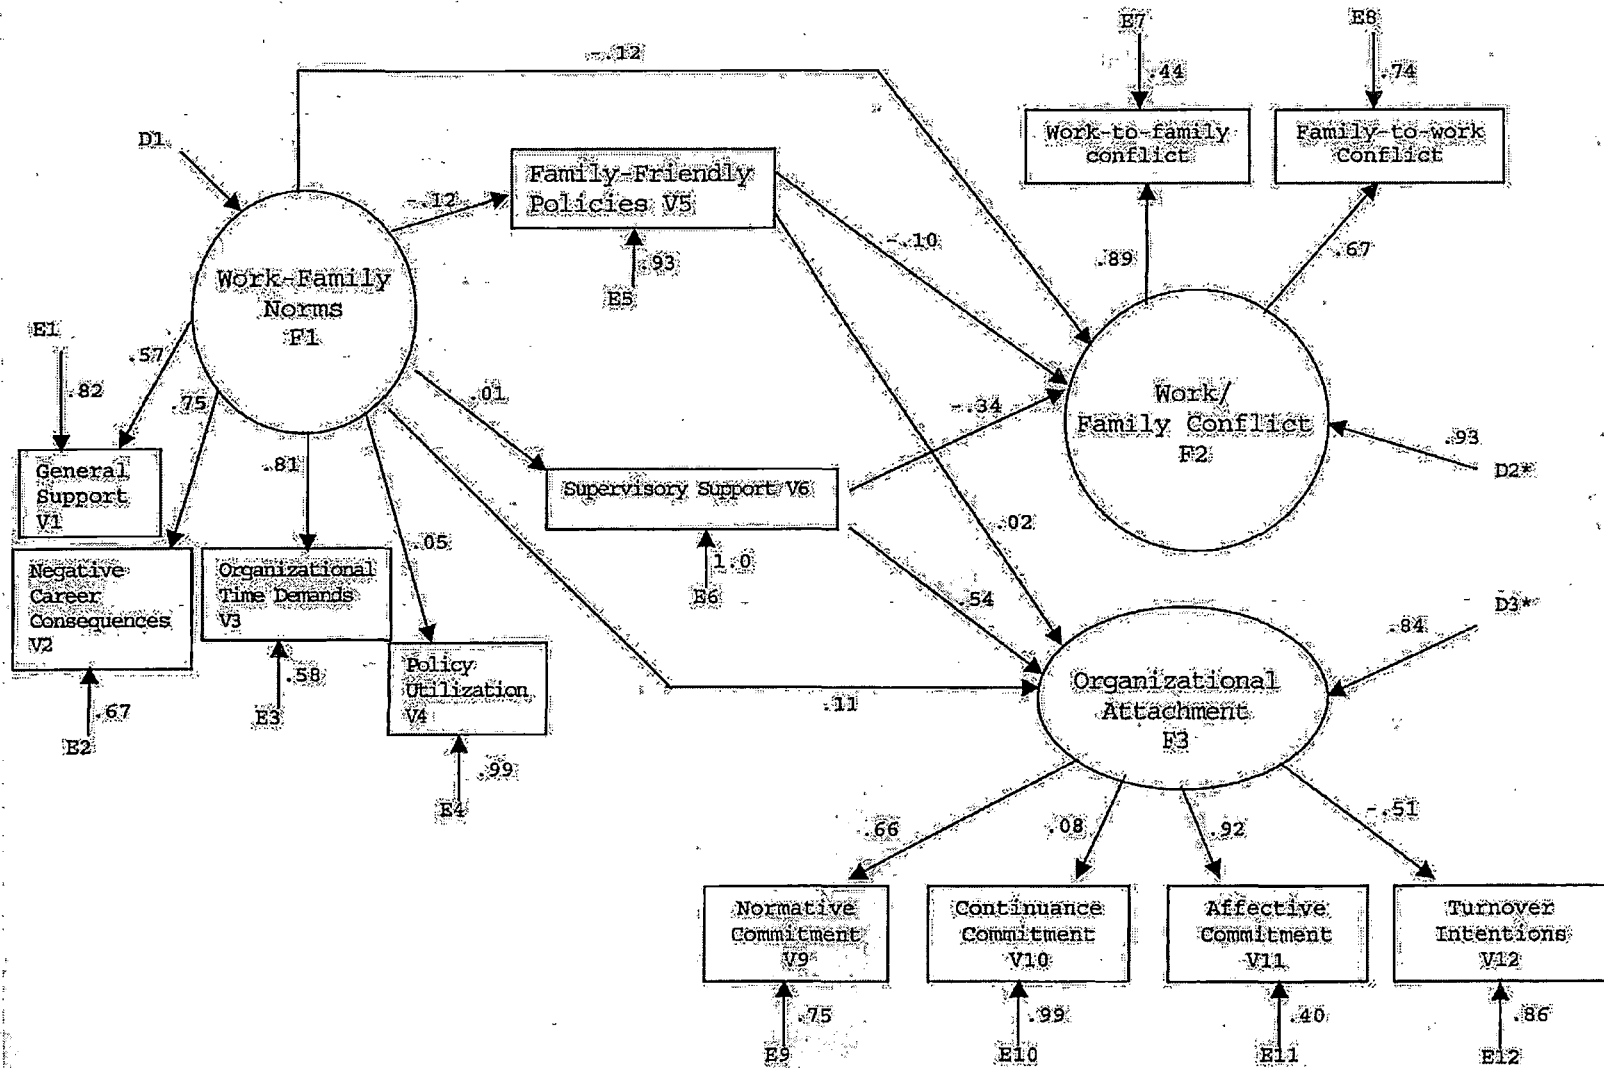 E7
E8
-.12
.44
.74
D1
Work-to-family
conflict
Family-to-work
Conflict
Family-Friendly
Policies V5
-.12
-.10
.89
.67
.93
E5
Work-Family
Norms
F1
E1
.57
.82
.75
.01
-.34
Work/
Family Conflict
F2
.93
D2*
General
Support
V1
.81
Supervisory Support V6
.05
.02
1.0
E6
.54
Negative
Career
Consequences
V2
Organizational
Time Demands
V3
D3*
.84
Policy
Utilization
V4
.58
E3
.67
E2
.11
Organizational
Attachment
F3
.99
E4
.66
.08
.92
-.51
Normative
Commitment
V9
Continuance
Commitment
V10
Affective
Commitment
V11
Turnover
Intentions
V12
.75
.99
.40
.86
E9
E10
E11
E12